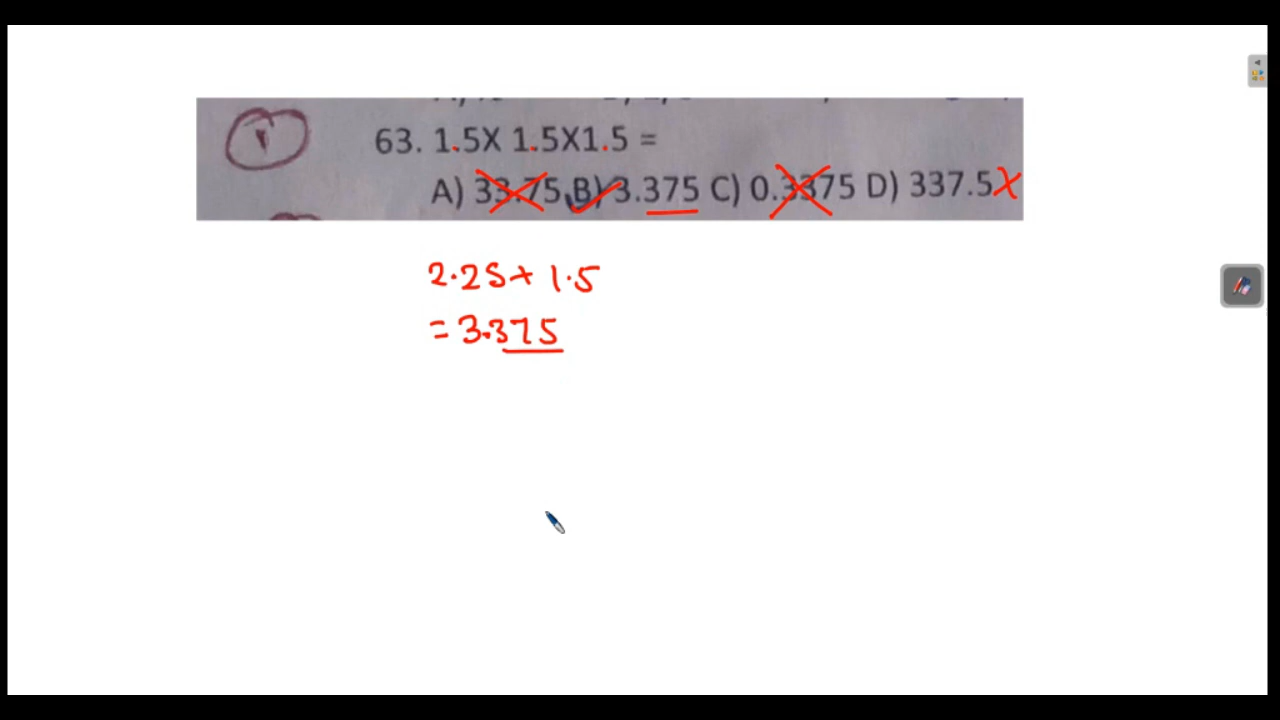 63. 1.5X 1.5X1.5 =
A) 33.75 B) 3.375 C) 0.3375 D) 337.5
2.25 × 1.5
= 3.375